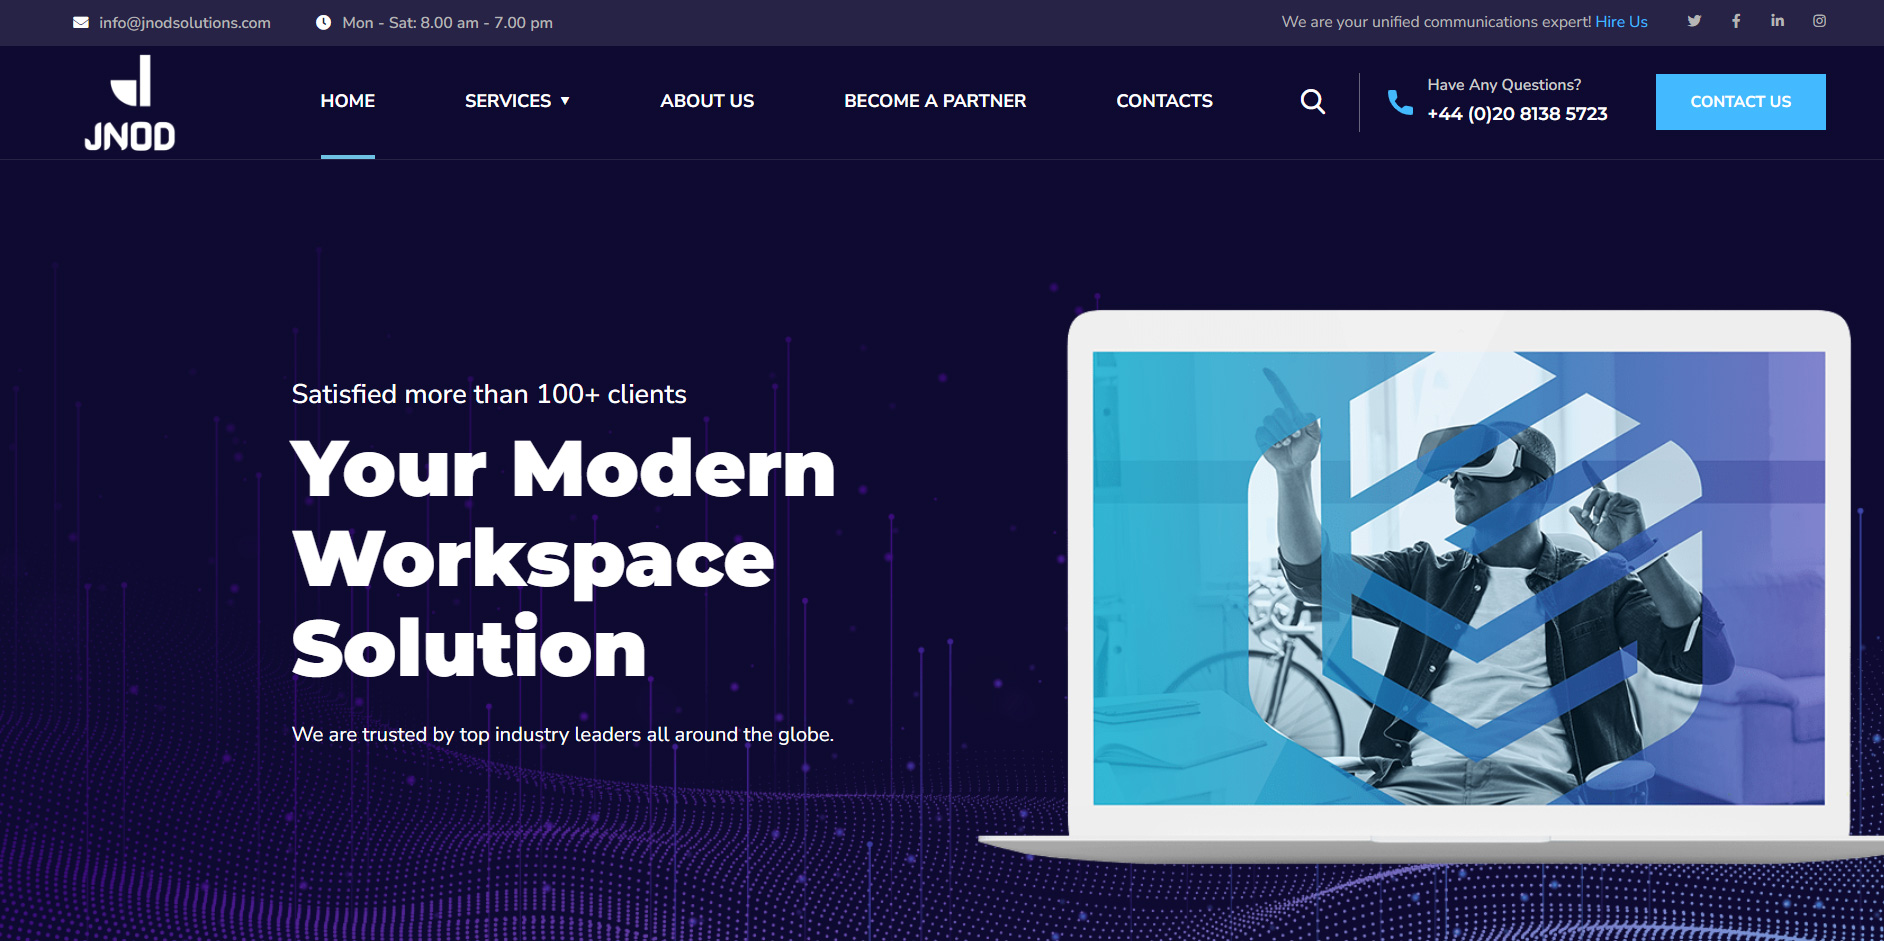 info@jnodsolutions.com
Mon - Sat: 8.00 am - 7.00 pm
We are your unified communications expert! Hire Us
JNOD
HOME
SERVICES
ABOUT US
BECOME A PARTNER
CONTACTS
Have Any Questions?
+44 (0)20 8138 5723
CONTACT US
Satisfied more than 100+ clients
Your Modern
Workspace
Solution
We are trusted by top industry leaders all around the globe.